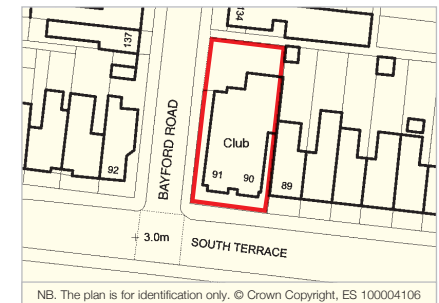 134
137
BAYFORD ROAD
Club
92
91
90
89
3.0m
SOUTH TERRACE
NB. The plan is for identification only. © Crown Copyright, ES 100004106